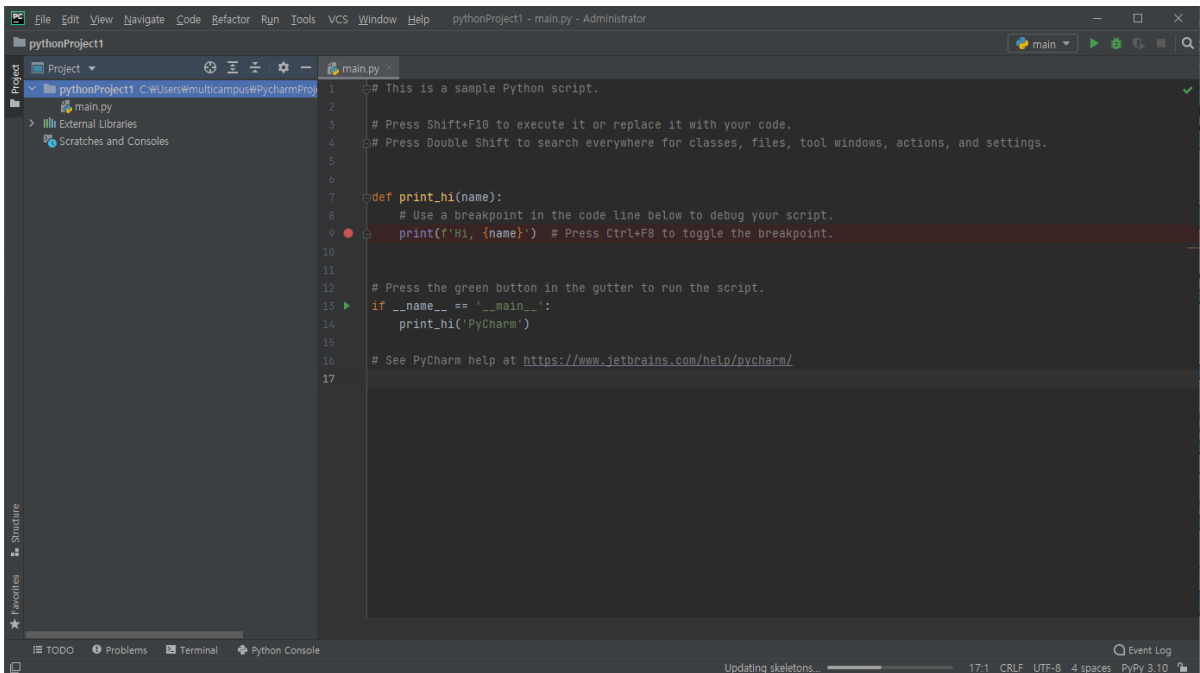 PC File Edit View Navigate Code Refactor Run Tools VCS Window Help pythonProject1 - main.py - Administrator
pythonProject1 main
Project
Project
main.py
pythonProject1 C:₩Users₩multicampus₩PycharmProj
main.py
External Libraries
Scratches and Consoles
1 # This is a sample Python script.
2
3 # Press Shift+F10 to execute it or replace it with your code.
4 # Press Double Shift to search everywhere for classes, files, tool windows, actions, and settings.
5
6
7 def print_hi(name):
8 # Use a breakpoint in the code line below to debug your script.
9 print(f'Hi, {name}') # Press Ctrl+F8 to toggle the breakpoint.
10
11
12 # Press the green button in the gutter to run the script.
13 if __name__ == '__main__':
14 print_hi('PyCharm')
15
16 # See PyCharm help at https://www.jetbrains.com/help/pycharm/
17
Structure
Favorites
TODO Problems Terminal Python Console Event Log
Updating skeletons... 17:1 CRLF UTF-8 4 spaces PyPy 3.10